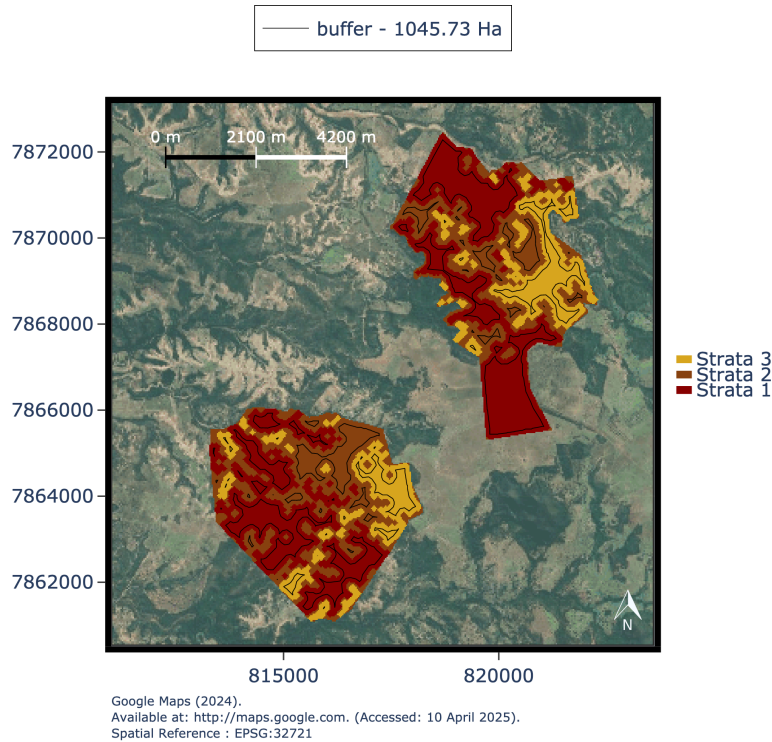 buffer - 1045.73 Ha
0 m 2100 m 4200 m
7872000
7870000
7868000
7866000
7864000
7862000
Strata 3
Strata 2
Strata 1
N
815000 820000
Google Maps (2024).
Available at: http://maps.google.com. (Accessed: 10 April 2025).
Spatial Reference : EPSG:32721